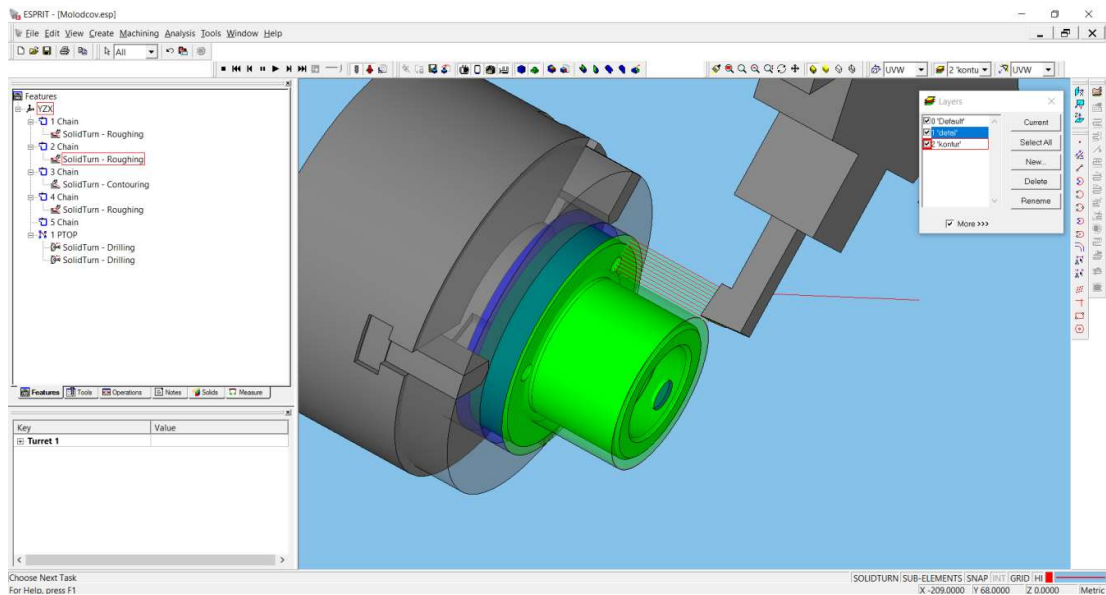 ESPRIT - [Molodcov.esp]
File Edit View Create Machining Analysis Tools Window Help
All
UVW
2 'kontu
UVW
Features
YZX
1 Chain
SolidTurn - Roughing
2 Chain
SolidTurn - Roughing
3 Chain
SolidTurn - Contouring
4 Chain
SolidTurn - Roughing
5 Chain
1 PTOP
SolidTurn - Drilling
SolidTurn - Drilling
Layers
0 'Default'
1 'detel'
2 'kontur'
Current
Select All
New...
Delete
Rename
More >>>
Features Tools Operations Notes Solids Measure
Key Value
Turret 1
Choose Next Task
SOLIDTURN SUB-ELEMENTS SNAP INT GRID HI
For Help, press F1
X -209.0000 Y 68.0000 Z 0.0000 Metric